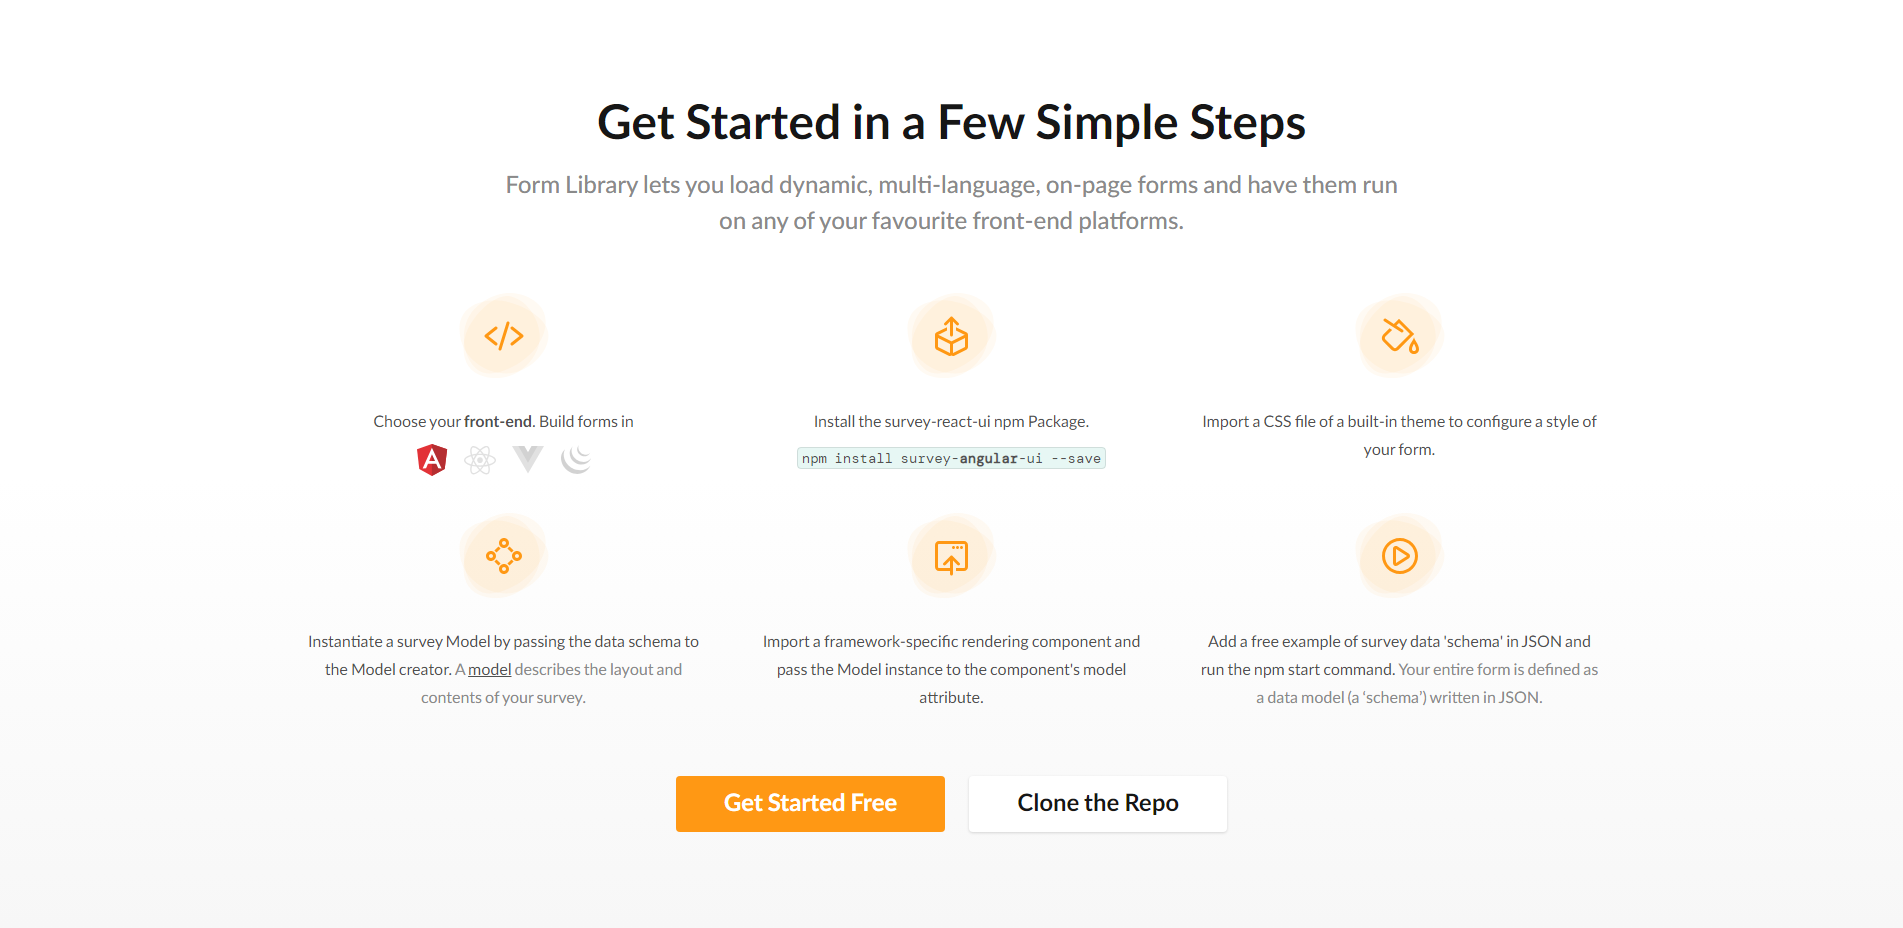 Get Started in a Few Simple Steps
Form Library lets you load dynamic, multi-language, on-page forms and have them run
on any of your favourite front-end platforms.
Choose your front-end. Build forms in
Install the survey-react-ui npm Package.
npm install survey-angular-ui --save
Import a CSS file of a built-in theme to configure a style of
your form.
Instantiate a survey Model by passing the data schema to
the Model creator. A model describes the layout and
contents of your survey.
Import a framework-specific rendering component and
pass the Model instance to the component's model
attribute.
Add a free example of survey data 'schema' in JSON and
run the npm start command. Your entire form is defined as
a data model (a ‘schema’) written in JSON.
Get Started Free
Clone the Repo